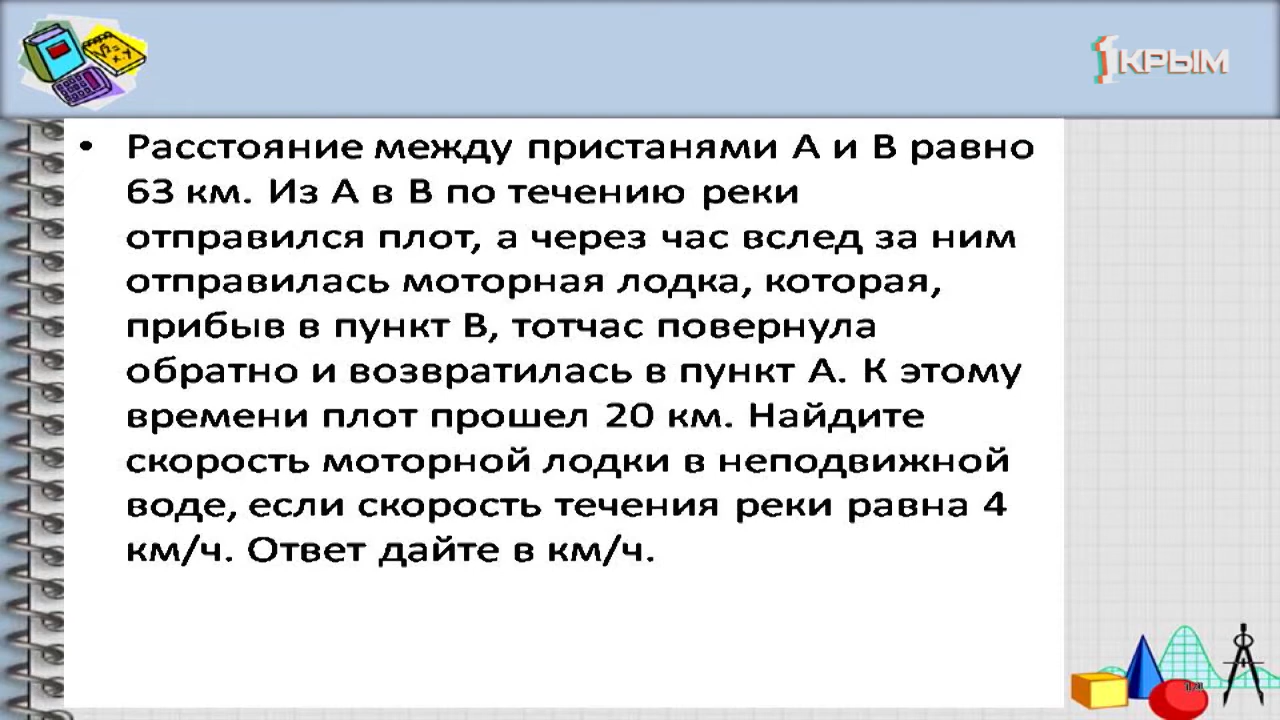 1КРЫМ
• Расстояние между пристанями А и В равно
63 км. Из А в В по течению реки
отправился плот, а через час вслед за ним
отправилась моторная лодка, которая,
прибыв в пункт В, тотчас повернула
обратно и возвратилась в пункт А. К этому
времени плот прошел 20 км. Найдите
скорость моторной лодки в неподвижной
воде, если скорость течения реки равна 4
км/ч. Ответ дайте в км/ч.